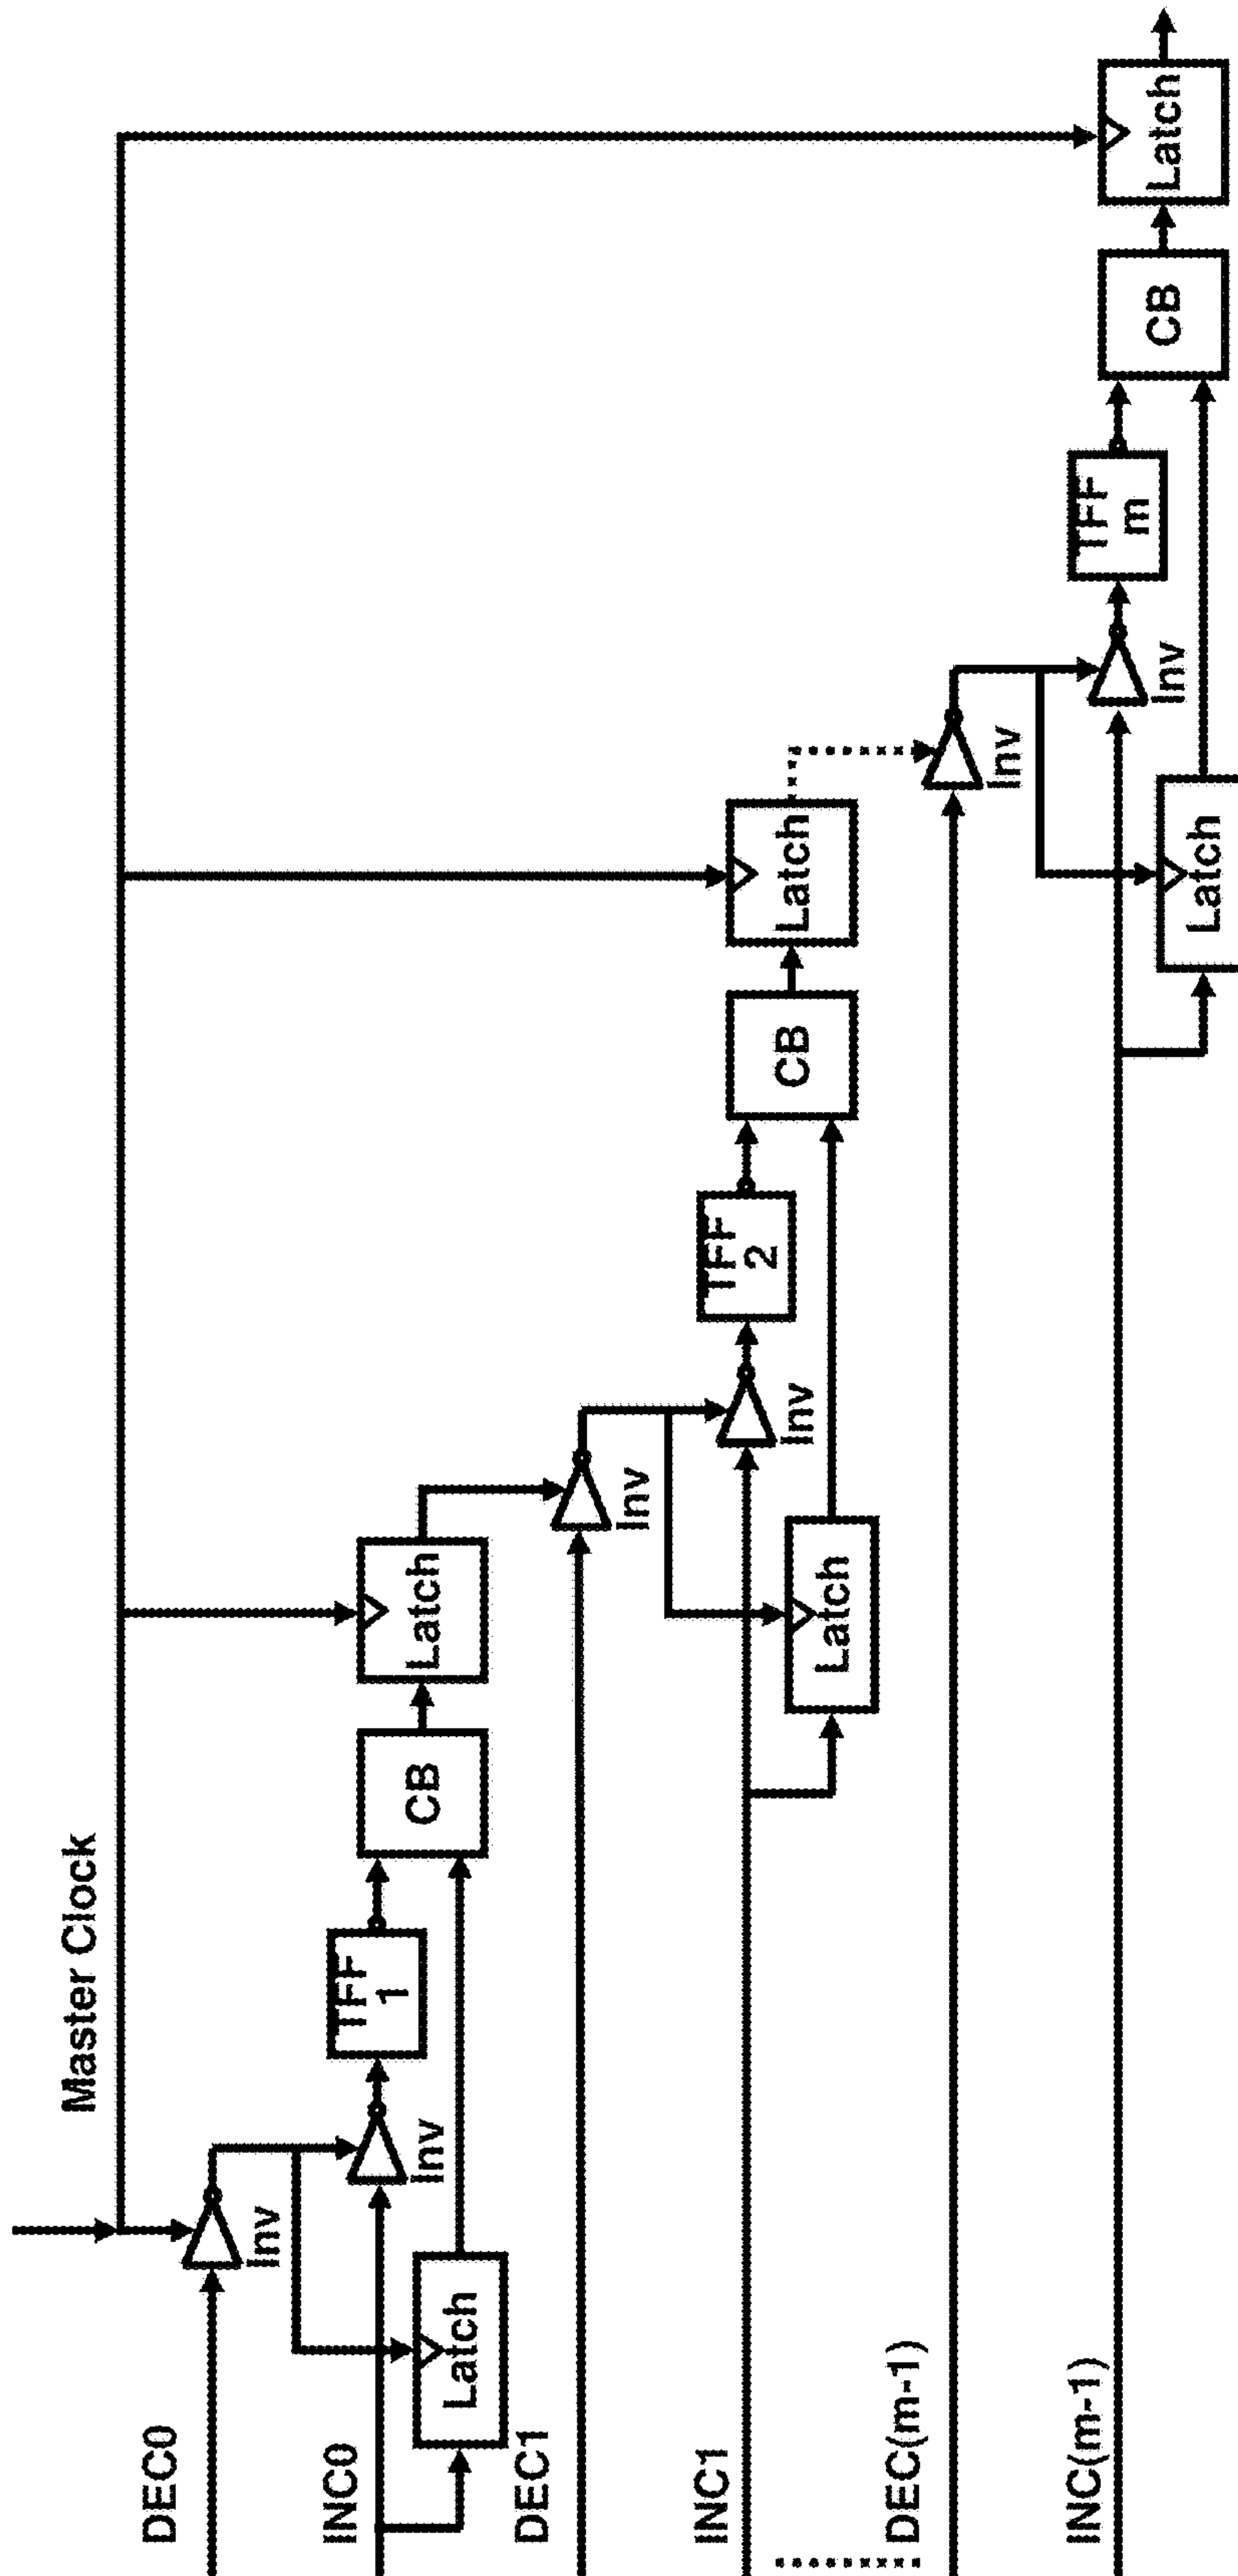 Master Clock
DEC0
Inv
INC0
Inv
TFF
1
CB
Latch
Latch
DEC1
Inv
INC1
Inv
TFF
2
CB
Latch
Latch
DEC(m-1)
Inv
INC(m-1)
Inv
TFF
m
CB
Latch
Latch